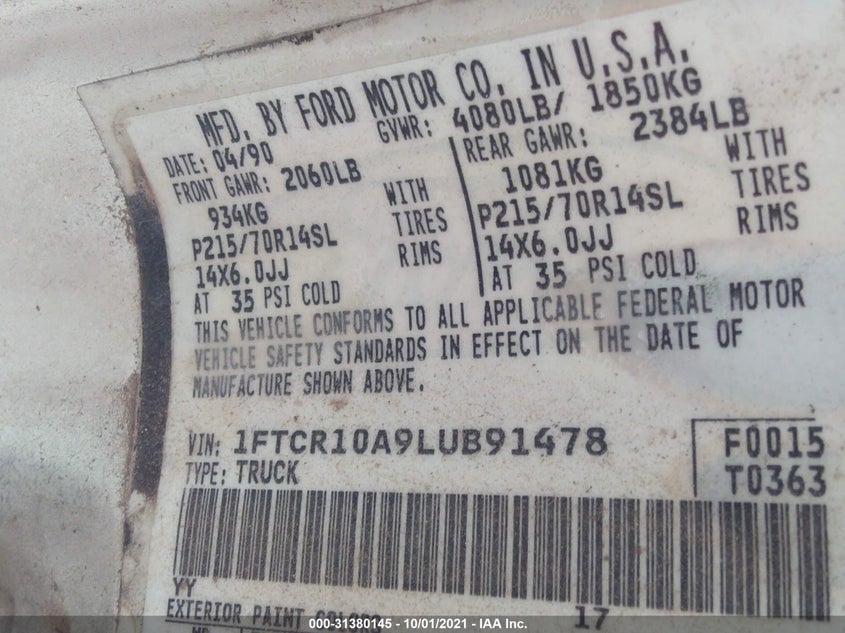 MFD. BY FORD MOTOR CO. IN U.S.A.
DATE: 04/90 GVWR: 4080LB/ 1850KG
FRONT GAWR: 2060LB REAR GAWR: 2384LB
934KG WITH 1081KG WITH
P215/70R14SL TIRES P215/70R14SL TIRES
14X6.0JJ RIMS 14X6.0JJ RIMS
AT 35 PSI COLD AT 35 PSI COLD
THIS VEHICLE CONFORMS TO ALL APPLICABLE FEDERAL MOTOR
VEHICLE SAFETY STANDARDS IN EFFECT ON THE DATE OF
MANUFACTURE SHOWN ABOVE.
VIN: 1FTCR10A9LUB91478 F0015
TYPE: TRUCK T0363
YY 17
EXTERIOR PAINT COLORS
000-31380145 - 10/01/2021 - IAA Inc.